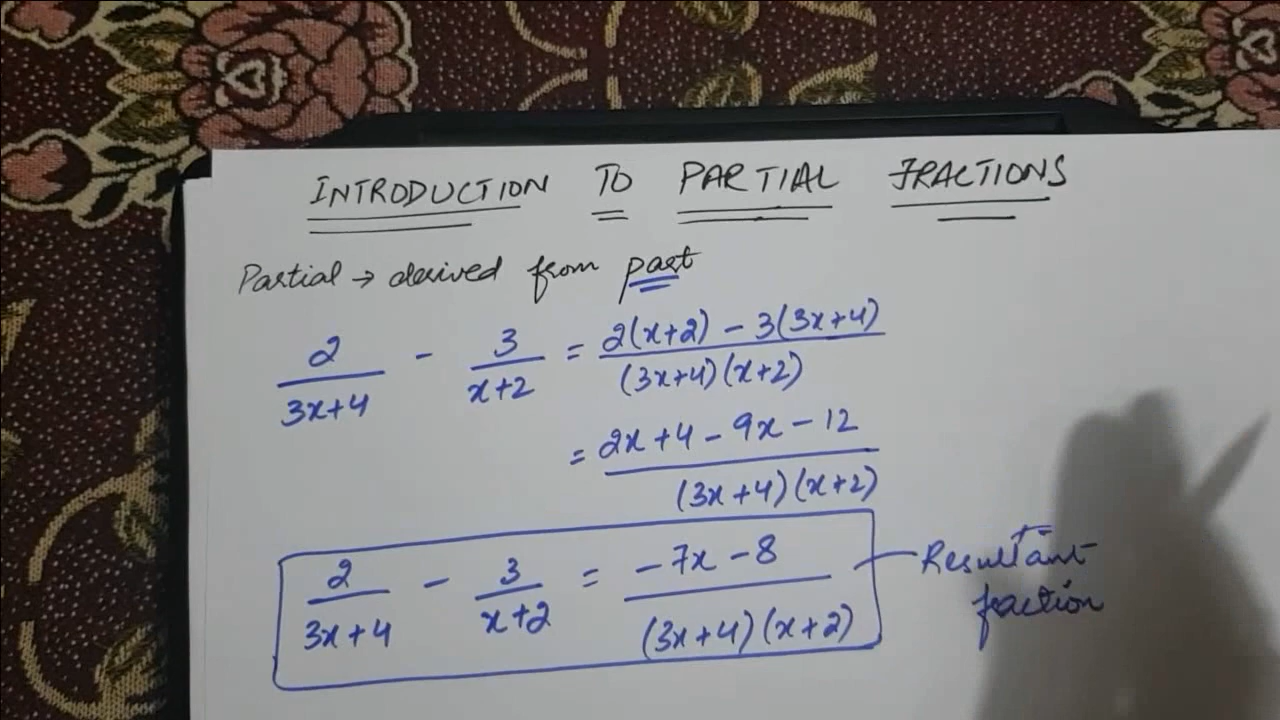 INTRODUCTION TO PARTIAL FRACTIONS
Partial → derived from part
2/(3x+4) - 3/(x+2) = (2(x+2) - 3(3x+4))/((3x+4)(x+2))
= (2x+4-9x-12)/((3x+4)(x+2))
2/(3x+4) - 3/(x+2) = (-7x-8)/((3x+4)(x+2))
Resultant
fraction